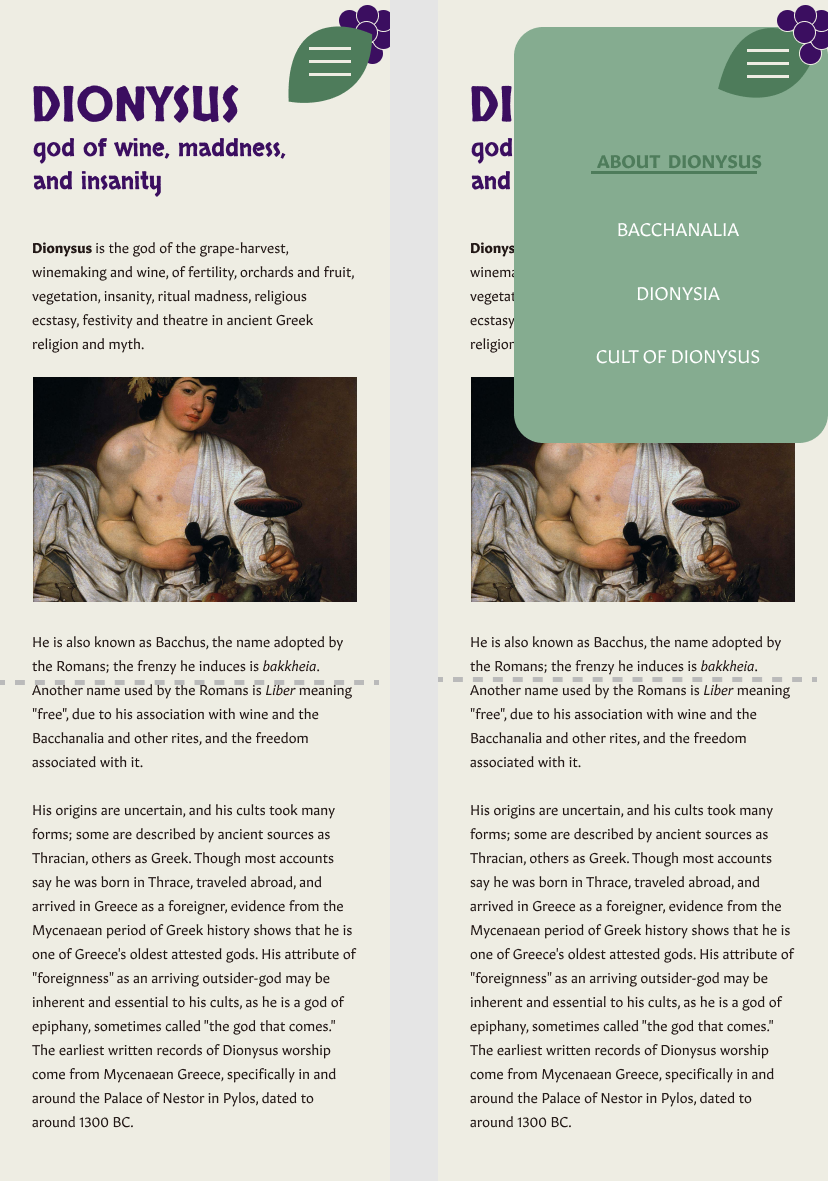 DIONYSUS
god of wine, maddness,
and insanity
Dionysus is the god of the grape-harvest,
winemaking and wine, of fertility, orchards and fruit,
vegetation, insanity, ritual madness, religious
ecstasy, festivity and theatre in ancient Greek
religion and myth.
He is also known as Bacchus, the name adopted by
the Romans; the frenzy he induces is bakkheia.
Another name used by the Romans is Liber meaning
"free", due to his association with wine and the
Bacchanalia and other rites, and the freedom
associated with it.
His origins are uncertain, and his cults took many
forms; some are described by ancient sources as
Thracian, others as Greek. Though most accounts
say he was born in Thrace, traveled abroad, and
arrived in Greece as a foreigner, evidence from the
Mycenaean period of Greek history shows that he is
one of Greece's oldest attested gods. His attribute of
"foreignness" as an arriving outsider-god may be
inherent and essential to his cults, as he is a god of
epiphany, sometimes called "the god that comes."
The earliest written records of Dionysus worship
come from Mycenaean Greece, specifically in and
around the Palace of Nestor in Pylos, dated to
around 1300 BC.
DI
god
and
Dionys
winema
vegetat
ecstasy
religion
ABOUT DIONYSUS
BACCHANALIA
DIONYSIA
CULT OF DIONYSUS
He is also known as Bacchus, the name adopted by
the Romans; the frenzy he induces is bakkheia.
Another name used by the Romans is Liber meaning
"free", due to his association with wine and the
Bacchanalia and other rites, and the freedom
associated with it.
His origins are uncertain, and his cults took many
forms; some are described by ancient sources as
Thracian, others as Greek. Though most accounts
say he was born in Thrace, traveled abroad, and
arrived in Greece as a foreigner, evidence from the
Mycenaean period of Greek history shows that he is
one of Greece's oldest attested gods. His attribute of
"foreignness" as an arriving outsider-god may be
inherent and essential to his cults, as he is a god of
epiphany, sometimes called "the god that comes."
The earliest written records of Dionysus worship
come from Mycenaean Greece, specifically in and
around the Palace of Nestor in Pylos, dated to
around 1300 BC.